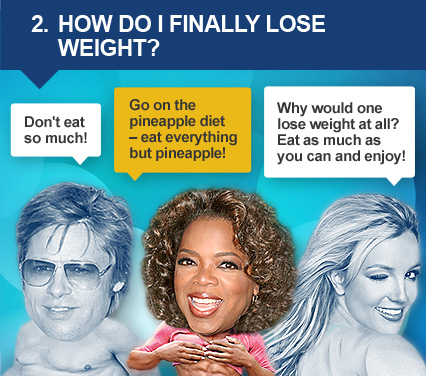 2. HOW DO I FINALLY LOSE
WEIGHT?
Don't eat
so much!
Go on the
pineapple diet
– eat everything
but pineapple!
Why would one
lose weight at all?
Eat as much as
you can and enjoy!